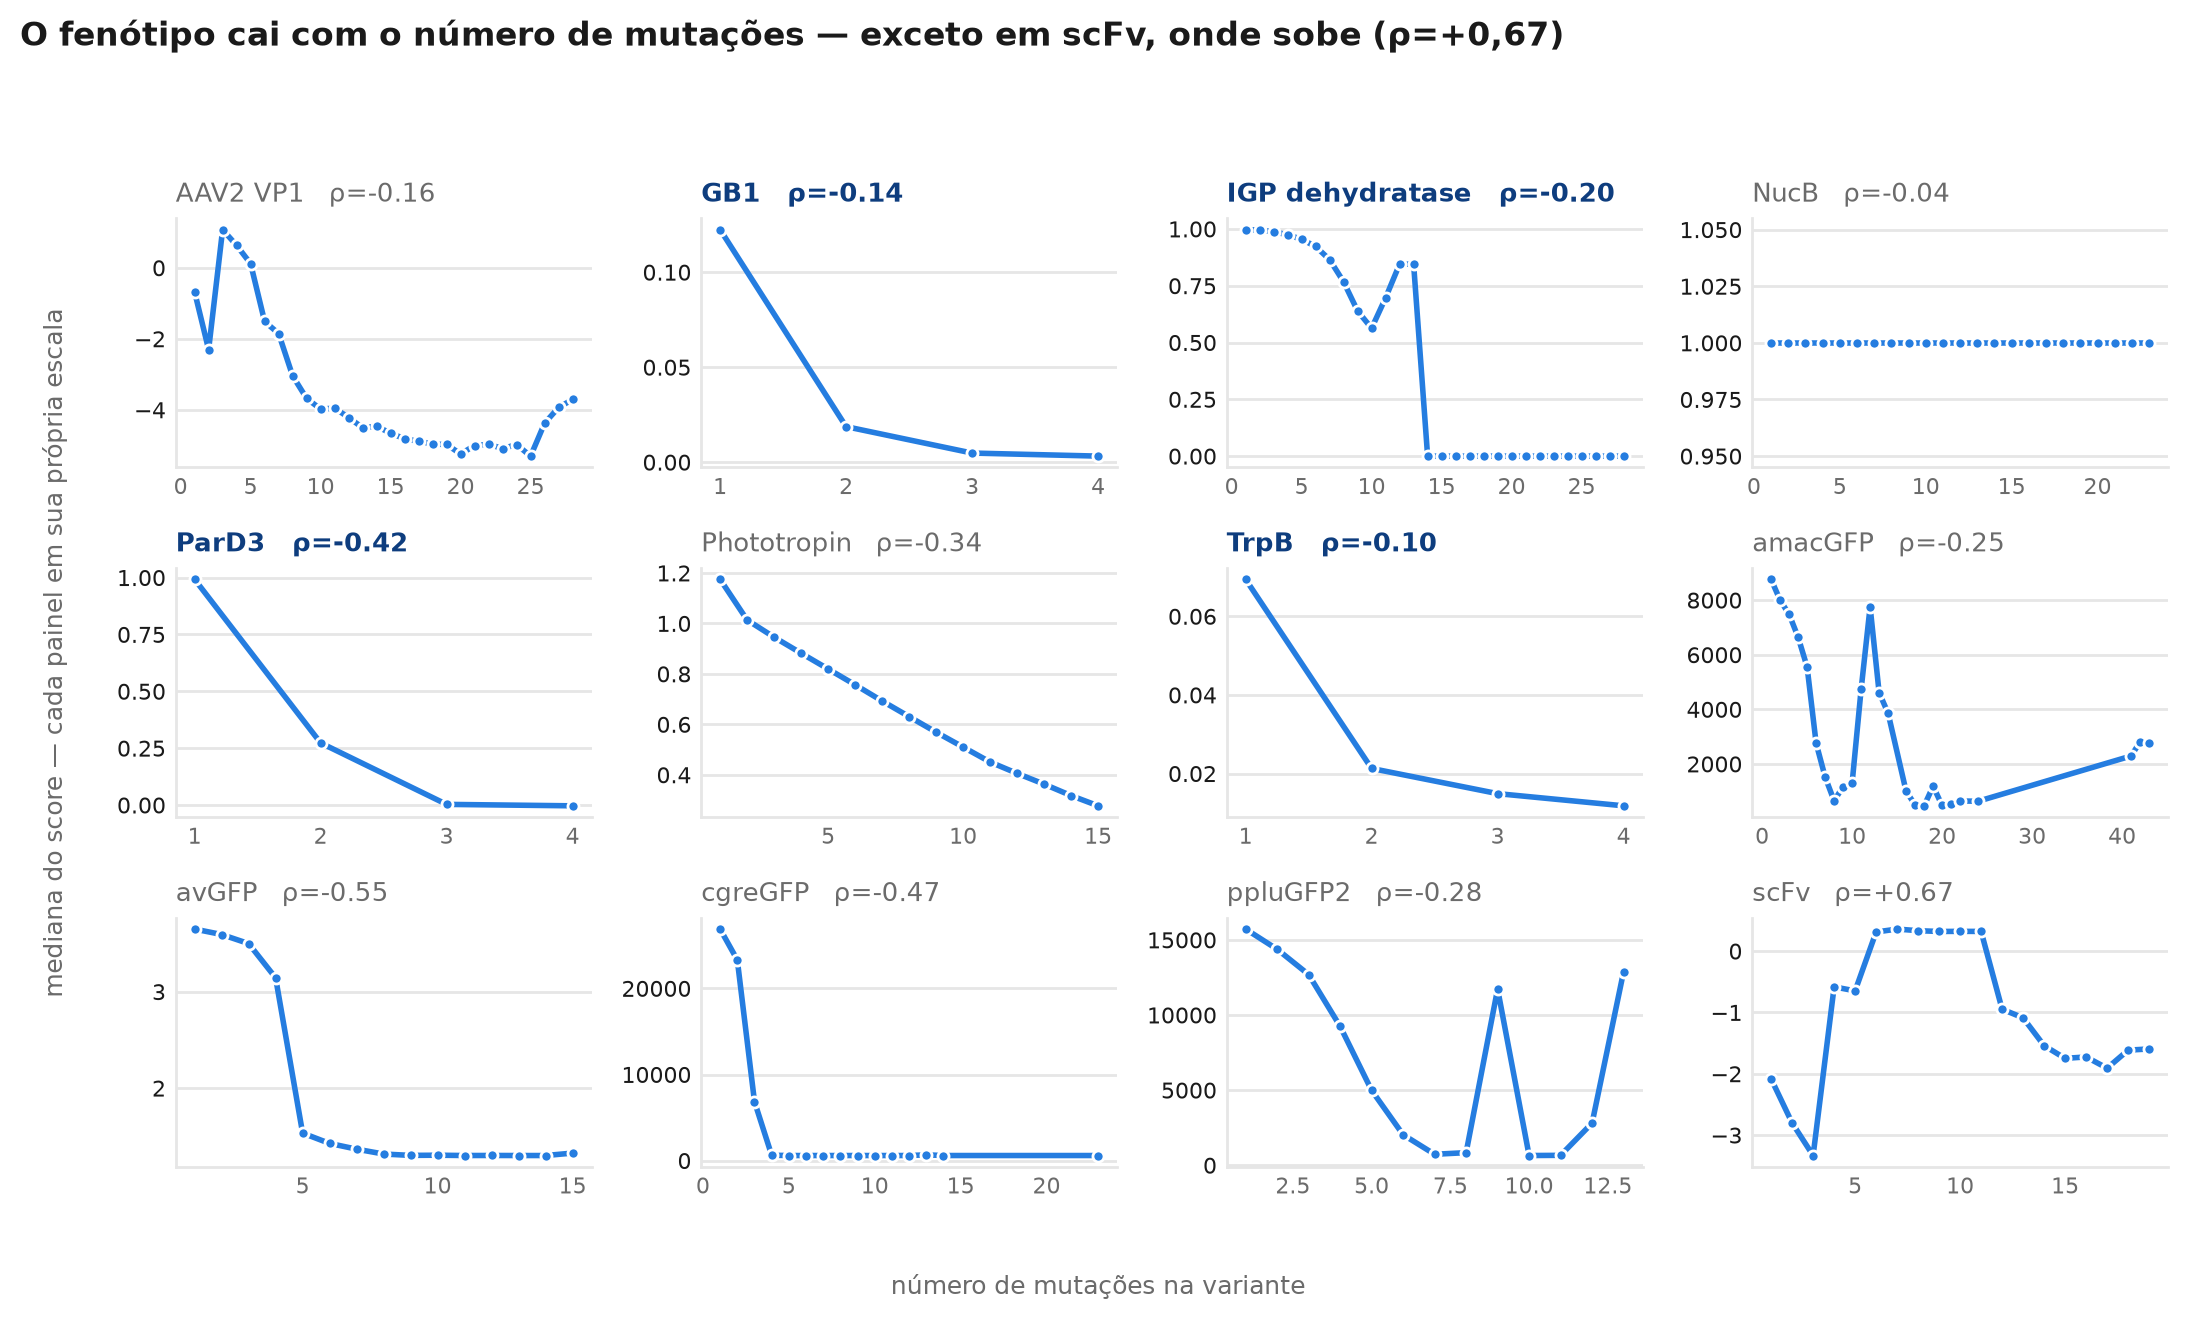 O fenótipo cai com o número de mutações — exceto em scFv, onde sobe (ρ=+0,67)
mediana do score — cada painel em sua própria escala
AAV2 VP1 ρ=-0.16
0
−2
−4
0 5 10 15 20 25
GB1 ρ=-0.14
0.10
0.05
0.00
1 2 3 4
IGP dehydratase ρ=-0.20
1.00
0.75
0.50
0.25
0.00
0 5 10 15 20 25
NucB ρ=-0.04
1.050
1.025
1.000
0.975
0.950
0 5 10 15 20
ParD3 ρ=-0.42
1.00
0.75
0.50
0.25
0.00
1 2 3 4
Phototropin ρ=-0.34
1.2
1.0
0.8
0.6
0.4
5 10 15
TrpB ρ=-0.10
0.06
0.04
0.02
1 2 3 4
amacGFP ρ=-0.25
8000
6000
4000
2000
0 10 20 30 40
avGFP ρ=-0.55
3
2
5 10 15
cgreGFP ρ=-0.47
20000
10000
0
0 5 10 15 20
ppluGFP2 ρ=-0.28
15000
10000
5000
0
2.5 5.0 7.5 10.0 12.5
scFv ρ=+0.67
0
−1
−2
−3
5 10 15
número de mutações na variante